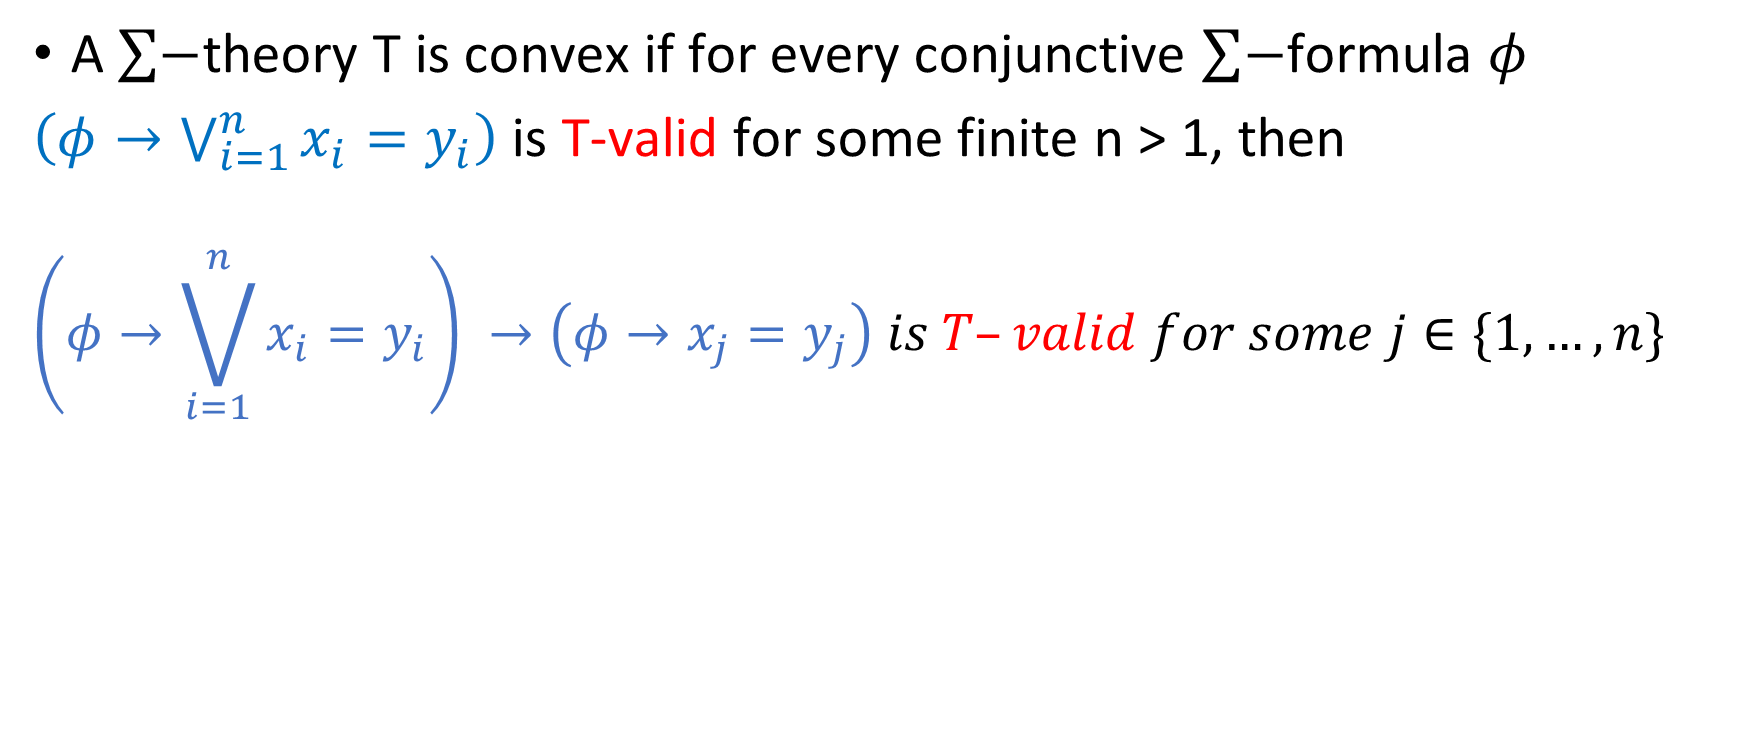 • A ∑−theory T is convex if for every conjunctive ∑−formula ϕ
(ϕ → ⋁ⁿᵢ₌₁ xᵢ = yᵢ) is T-valid for some finite n > 1, then
(ϕ → ⋁ⁿᵢ₌₁ xᵢ = yᵢ) → (ϕ → xⱼ = yⱼ) is T− valid for some j ∈ {1, … , n}